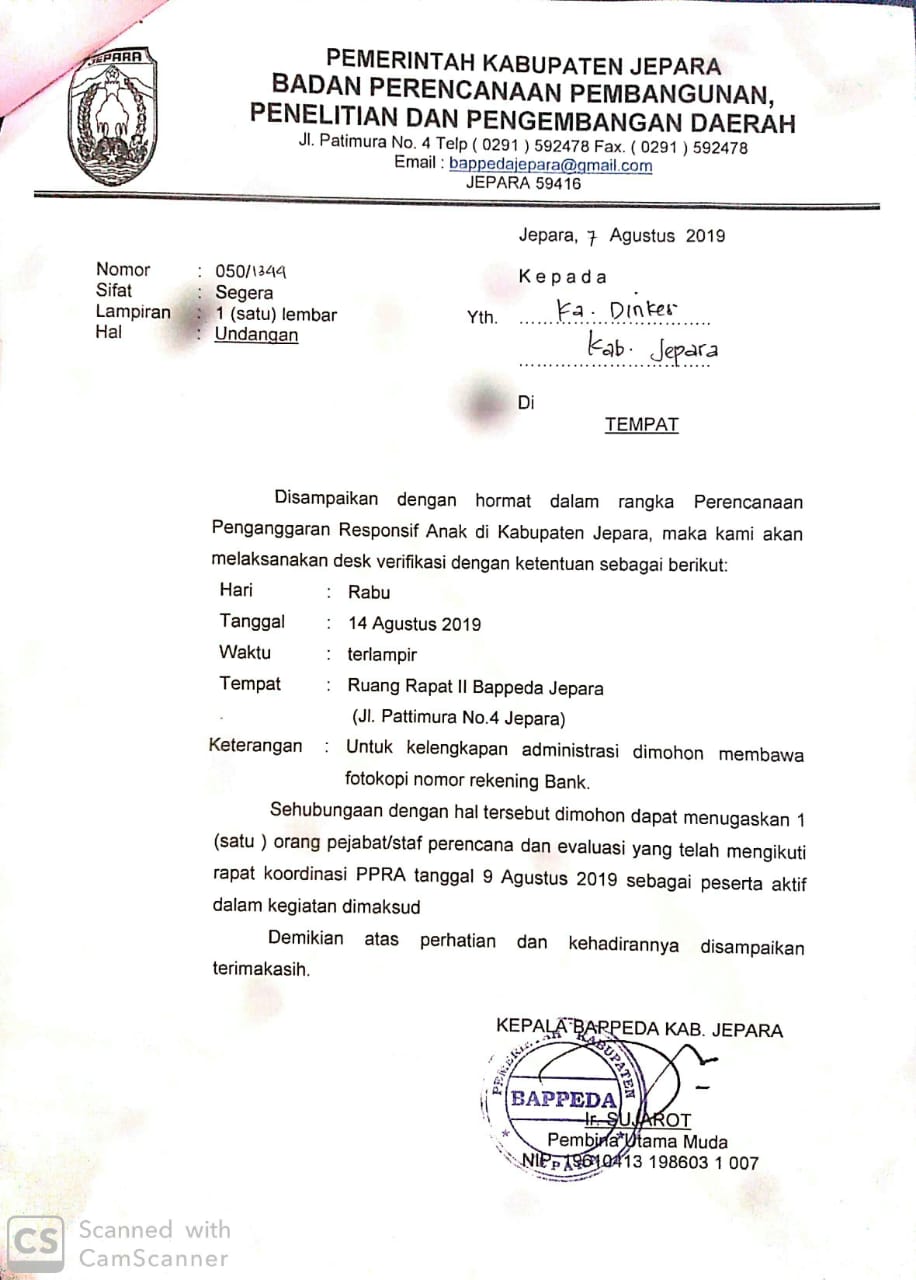 JEPARA
PEMERINTAH KABUPATEN JEPARA
BADAN PERENCANAAN PEMBANGUNAN,
PENELITIAN DAN PENGEMBANGAN DAERAH
Jl. Patimura No. 4 Telp ( 0291 ) 592478 Fax. ( 0291 ) 592478
Email : bappedajepara@gmail.com
JEPARA 59416
Jepara, 7 Agustus 2019
Nomor : 050/1344
Sifat : Segera
Lampiran : 1 (satu) lembar
Hal : Undangan
Kepada
Yth. Ka. Dinker
Kab. Jepara
Di
TEMPAT
Disampaikan dengan hormat dalam rangka Perencanaan
Penganggaran Responsif Anak di Kabupaten Jepara, maka kami akan
melaksanakan desk verifikasi dengan ketentuan sebagai berikut:
Hari : Rabu
Tanggal : 14 Agustus 2019
Waktu : terlampir
Tempat : Ruang Rapat II Bappeda Jepara
(Jl. Pattimura No.4 Jepara)
Keterangan : Untuk kelengkapan administrasi dimohon membawa
fotokopi nomor rekening Bank.
Sehubungaan dengan hal tersebut dimohon dapat menugaskan 1
(satu ) orang pejabat/staf perencana dan evaluasi yang telah mengikuti
rapat koordinasi PPRA tanggal 9 Agustus 2019 sebagai peserta aktif
dalam kegiatan dimaksud
Demikian atas perhatian dan kehadirannya disampaikan
terimakasih.
KEPALA BAPPEDA KAB. JEPARA
PEMERINTAH KABUPATEN
BAPPEDA
JEPARA
Ir. SUJAROT
Pembina Utama Muda
NIP. 19610413 198603 1 007
CS Scanned with
CamScanner